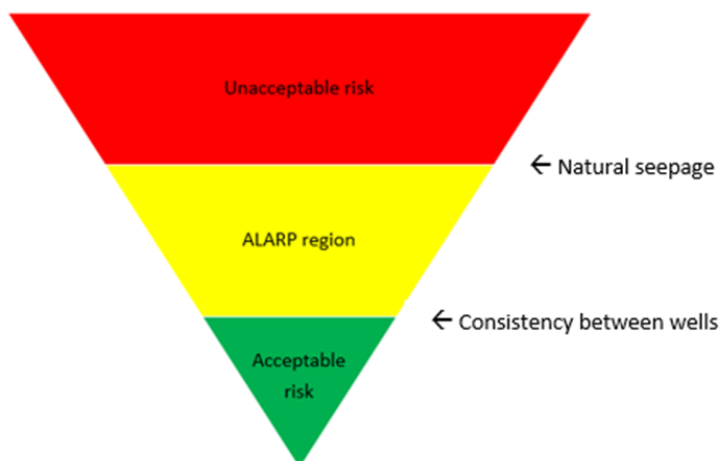 Unacceptable risk
← Natural seepage
ALARP region
← Consistency between wells
Acceptable
risk